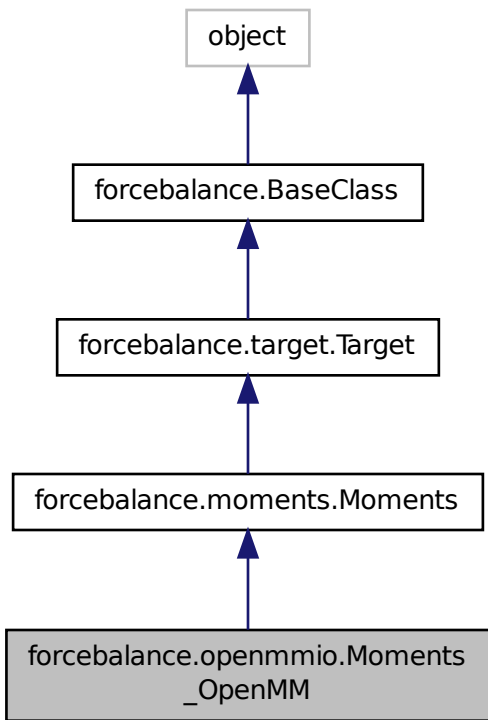 object
forcebalance.BaseClass
forcebalance.target.Target
forcebalance.moments.Moments
forcebalance.openmmio.Moments
_OpenMM